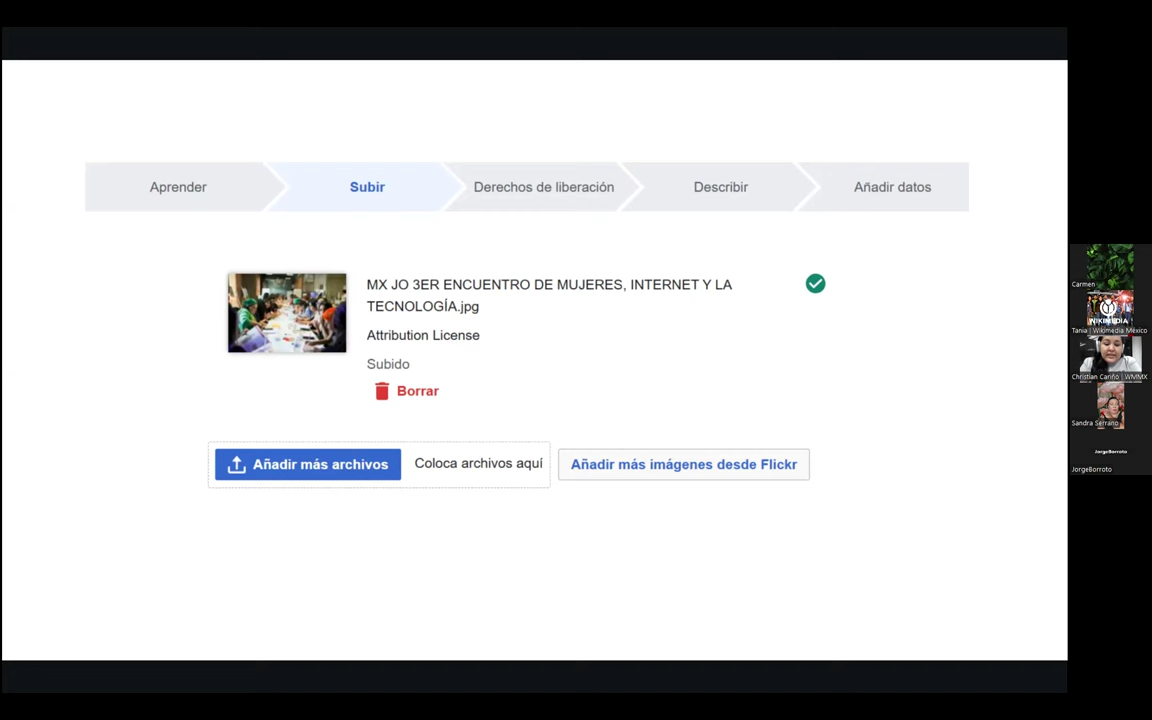 Aprender
Subir
Derechos de liberación
Describir
Añadir datos
MX JO 3ER ENCUENTRO DE MUJERES, INTERNET Y LA
TECNOLOGÍA.jpg
Attribution License
Subido
Borrar
Añadir más archivos
Coloca archivos aquí
Añadir más imágenes desde Flickr
Carmen
WIKIMEDIA
Tania | Wikimedia México
Christian Cariño | WMMX
Sandra Serrano
JorgeBorroto
JorgeBorroto